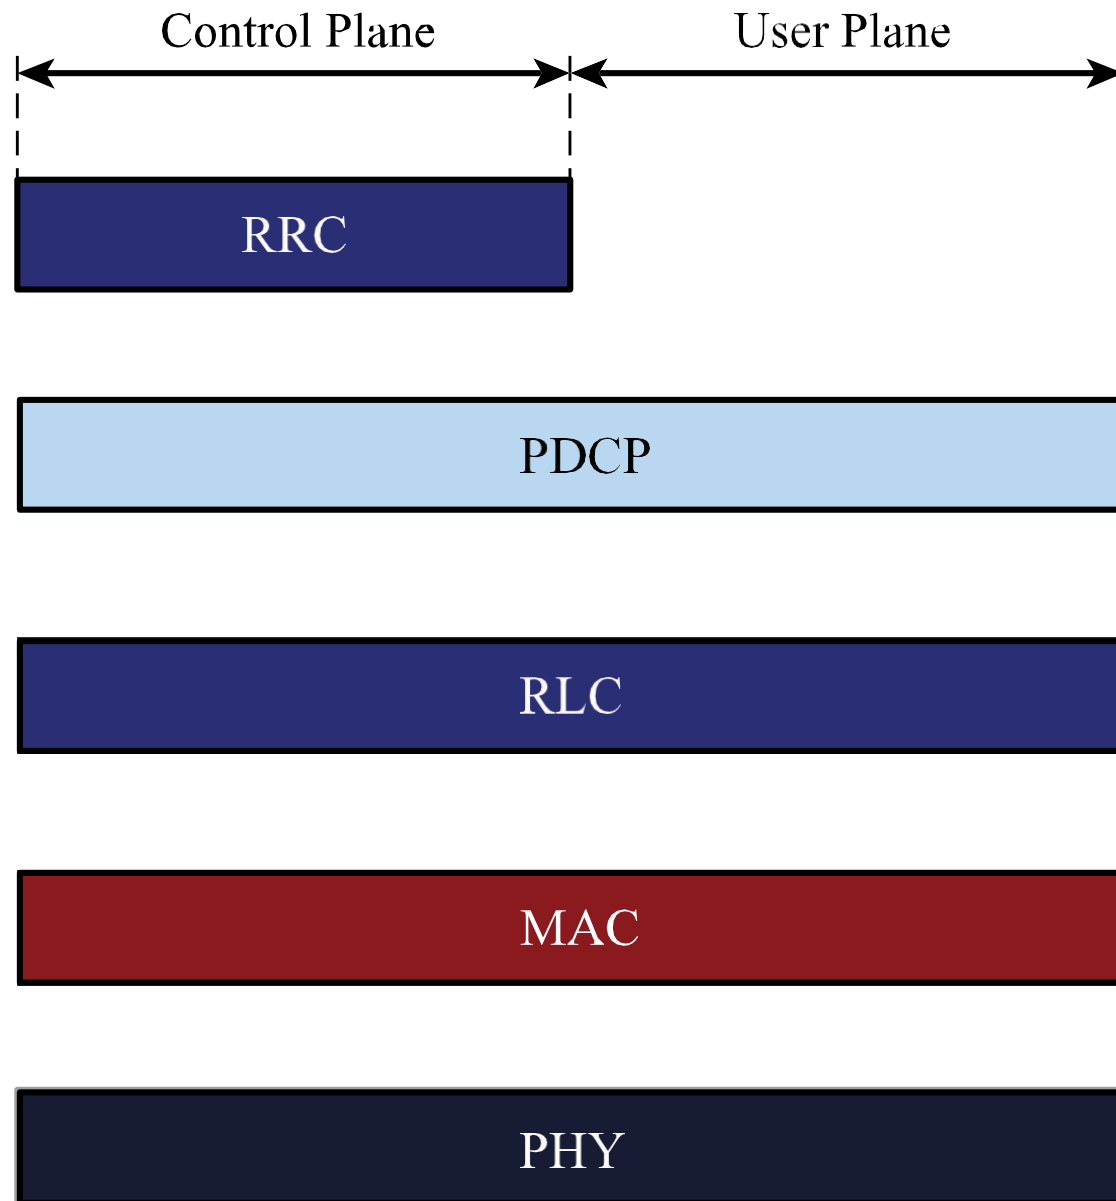 Control Plane
User Plane
RRC
PDCP
RLC
MAC
PHY